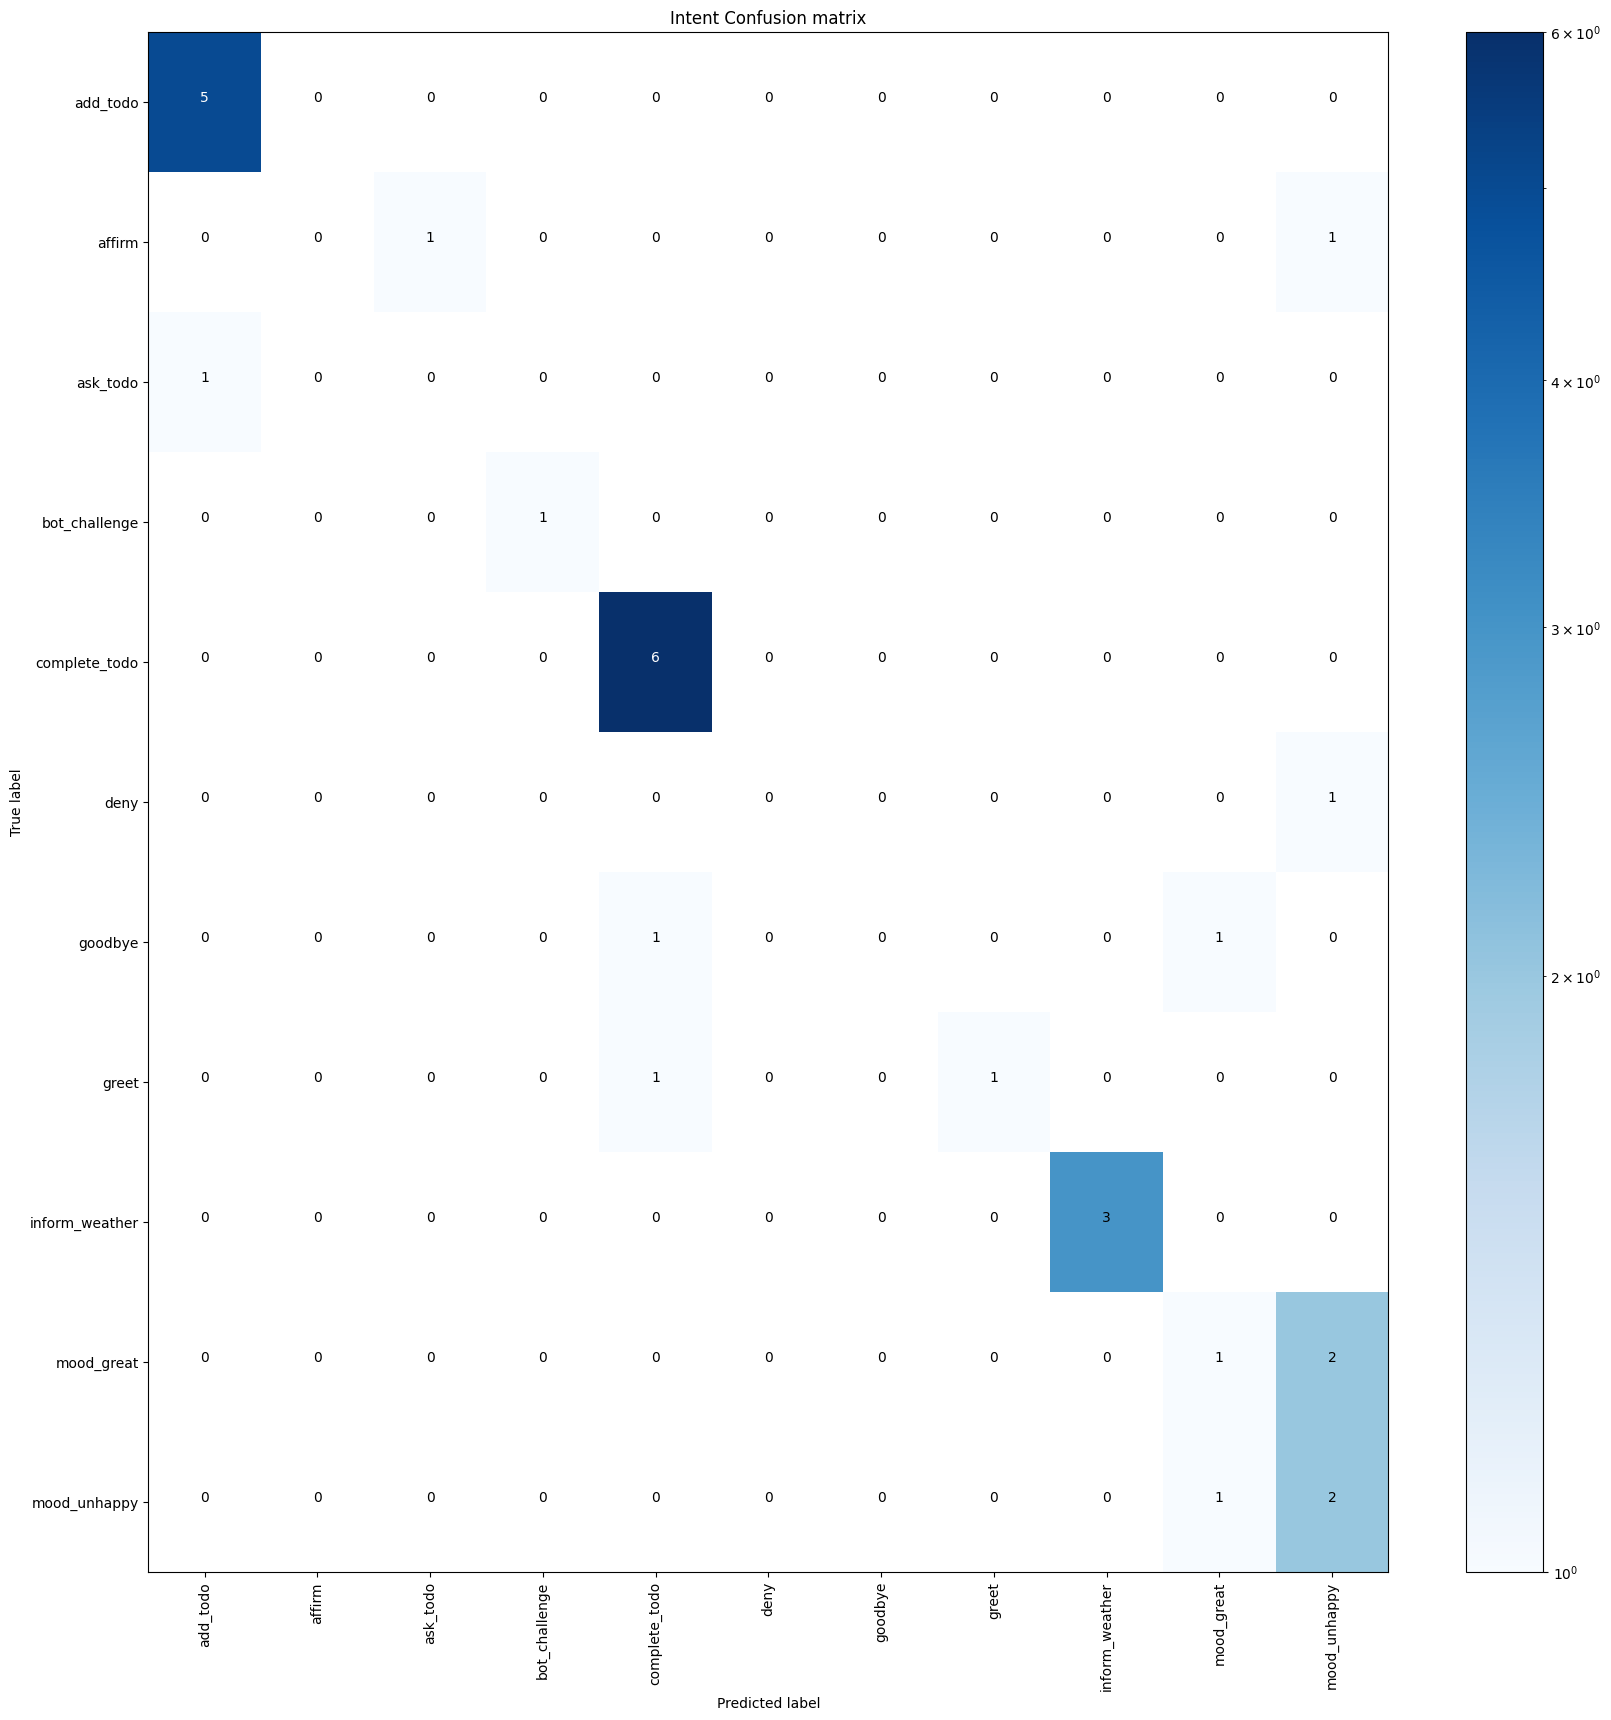 Intent Confusion matrix
True label
add_todo 5 0 0 0 0 0 0 0 0 0 0
affirm 0 0 1 0 0 0 0 0 0 0 1
ask_todo 1 0 0 0 0 0 0 0 0 0 0
bot_challenge 0 0 0 1 0 0 0 0 0 0 0
complete_todo 0 0 0 0 6 0 0 0 0 0 0
deny 0 0 0 0 0 0 0 0 0 0 1
goodbye 0 0 0 0 1 0 0 0 0 1 0
greet 0 0 0 0 1 0 0 1 0 0 0
inform_weather 0 0 0 0 0 0 0 0 3 0 0
mood_great 0 0 0 0 0 0 0 0 0 1 2
mood_unhappy 0 0 0 0 0 0 0 0 0 1 2
add_todo
affirm
ask_todo
bot_challenge
complete_todo
deny
goodbye
greet
inform_weather
mood_great
mood_unhappy
Predicted label
6 × 10⁰
4 × 10⁰
3 × 10⁰
2 × 10⁰
10⁰